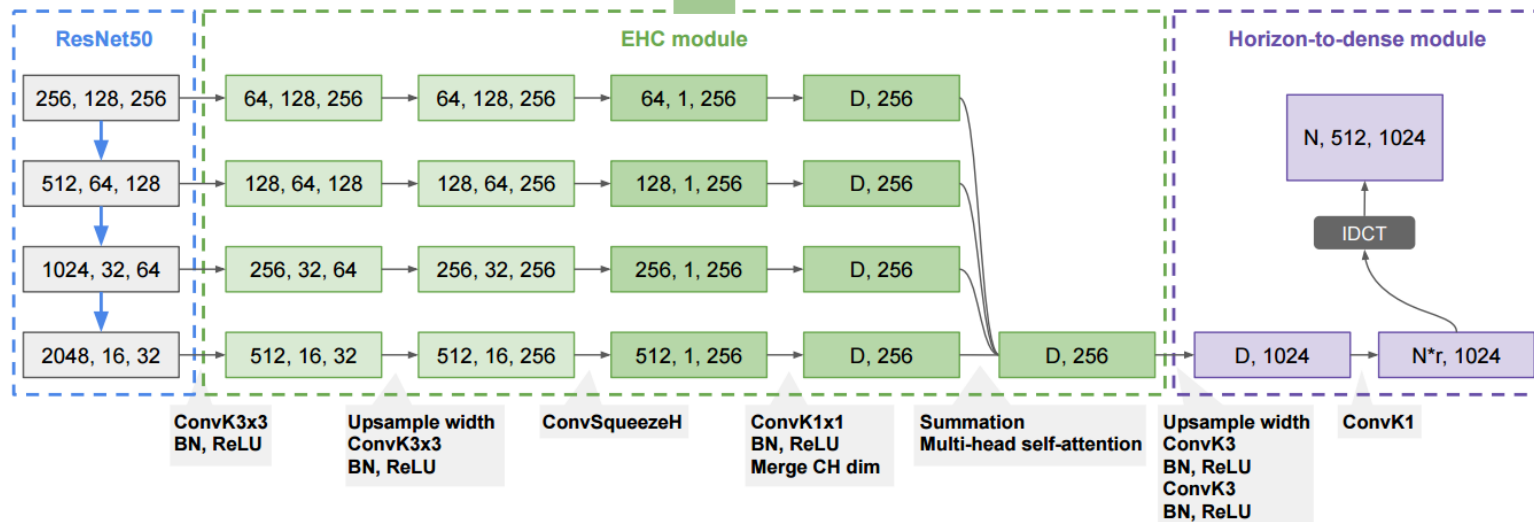 ResNet50
EHC module
Horizon-to-dense module
256, 128, 256
64, 128, 256
64, 128, 256
64, 1, 256
D, 256
N, 512, 1024
512, 64, 128
128, 64, 128
128, 64, 256
128, 1, 256
D, 256
IDCT
1024, 32, 64
256, 32, 64
256, 32, 256
256, 1, 256
D, 256
2048, 16, 32
512, 16, 32
512, 16, 256
512, 1, 256
D, 256
D, 256
D, 1024
N*r, 1024
ConvK3x3
BN, ReLU
Upsample width
ConvK3x3
BN, ReLU
ConvSqueezeH
ConvK1x1
BN, ReLU
Merge CH dim
Summation
Multi-head self-attention
Upsample width
ConvK3
BN, ReLU
ConvK3
BN, ReLU
ConvK1